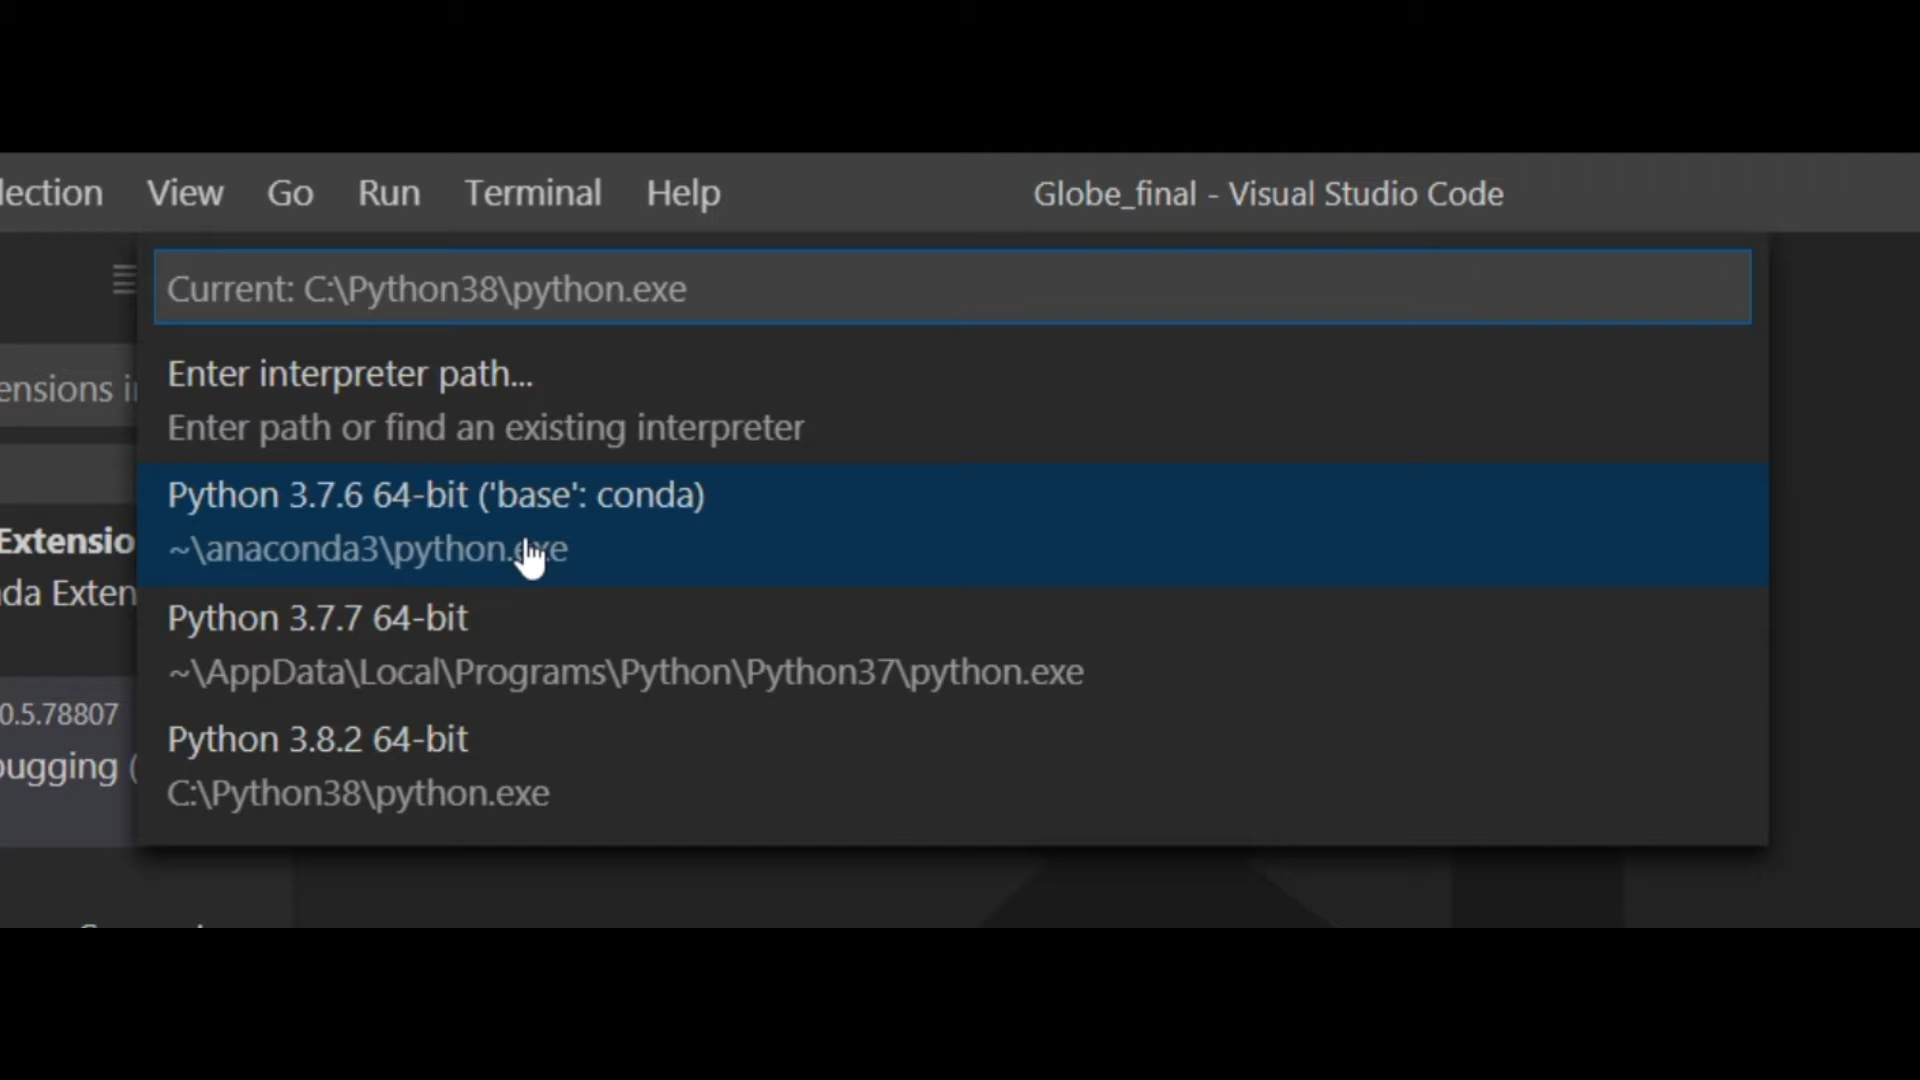 lection View Go Run Terminal Help Globe_final - Visual Studio Code
Current: C:\Python38\python.exe
Enter interpreter path...
ensions i
Enter path or find an existing interpreter
Python 3.7.6 64-bit ('base': conda)
Extensio
~\anaconda3\python.exe
da Exten
Python 3.7.7 64-bit
~\AppData\Local\Programs\Python\Python37\python.exe
0.5.78807
Python 3.8.2 64-bit
ugging (
C:\Python38\python.exe